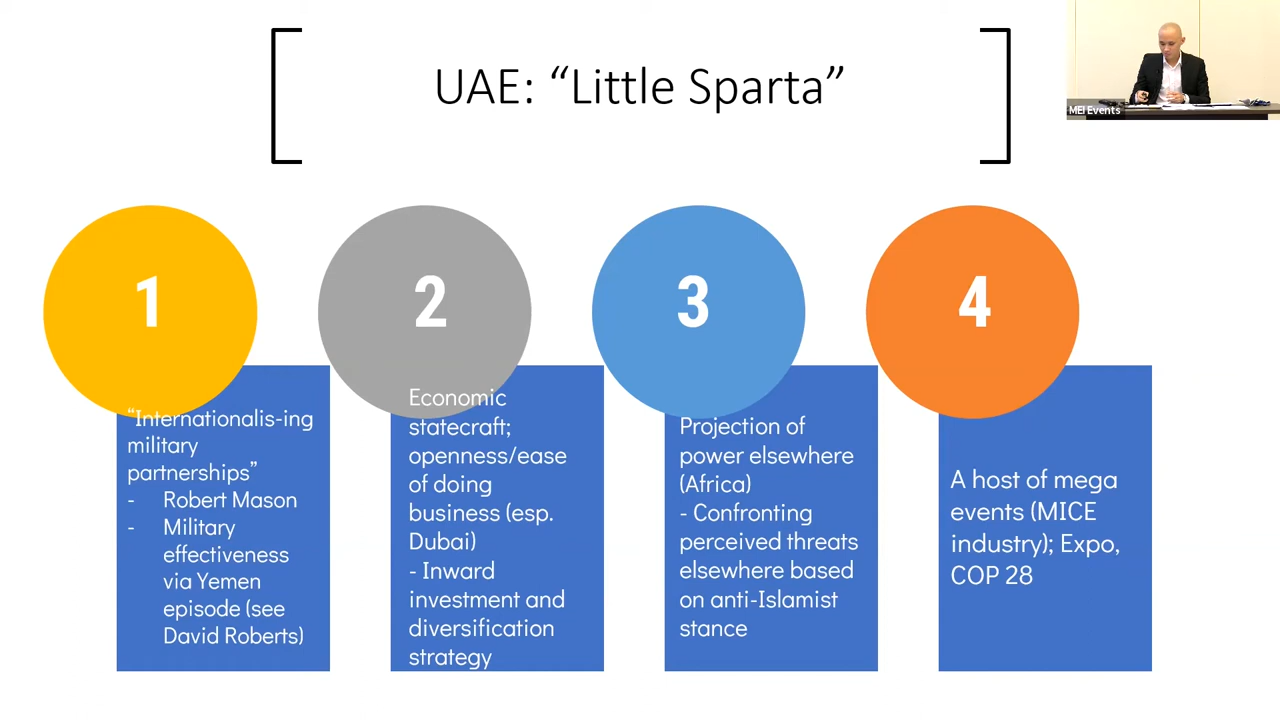 UAE: “Little Sparta”
MEI Events
1
“Internationalis-ing
military
partnerships”
- Robert Mason
- Military
effectiveness
via Yemen
episode (see
David Roberts)
2
Economic
statecraft;
openness/ease
of doing
business (esp.
Dubai)
- Inward
investment and
diversification
strategy
3
Projection of
power elsewhere
(Africa)
- Confronting
perceived threats
elsewhere based
on anti-Islamist
stance
4
A host of mega
events (MICE
industry); Expo,
COP 28